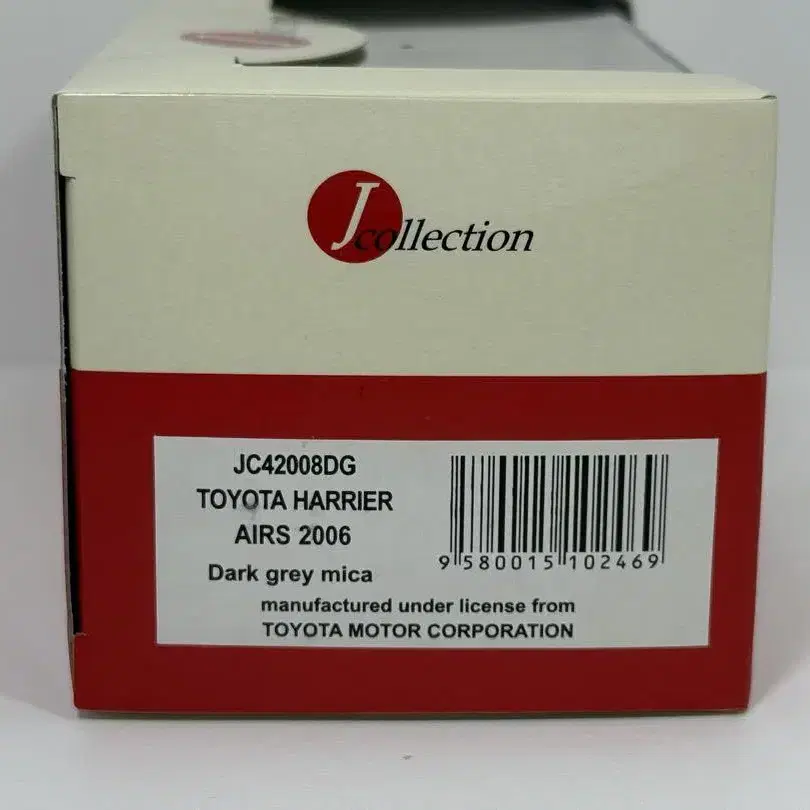 Jcollection
JC42008DG
TOYOTA HARRIER
AIRS 2006
Dark grey mica
9 580015 102469
manufactured under license from
TOYOTA MOTOR CORPORATION